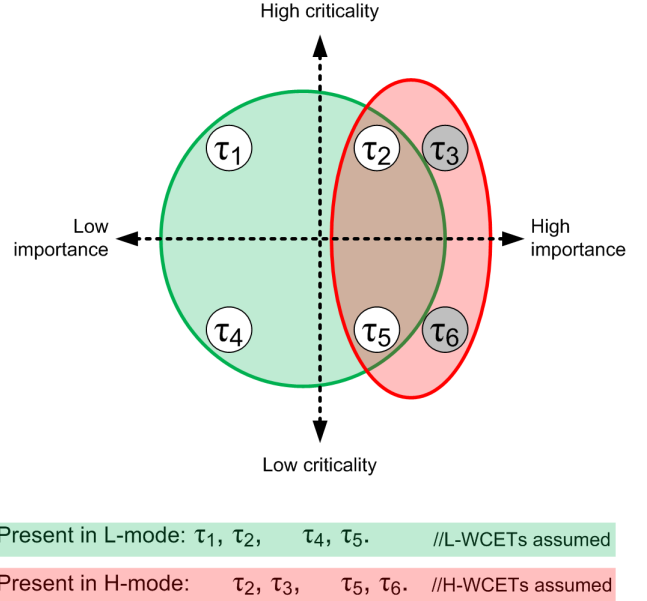 High criticality
τ1
τ2
τ3
Low importance
High importance
τ4
τ5
τ6
Low criticality
Present in L-mode: τ1, τ2, τ4, τ5. //L-WCETs assumed
Present in H-mode: τ2, τ3, τ5, τ6. //H-WCETs assumed